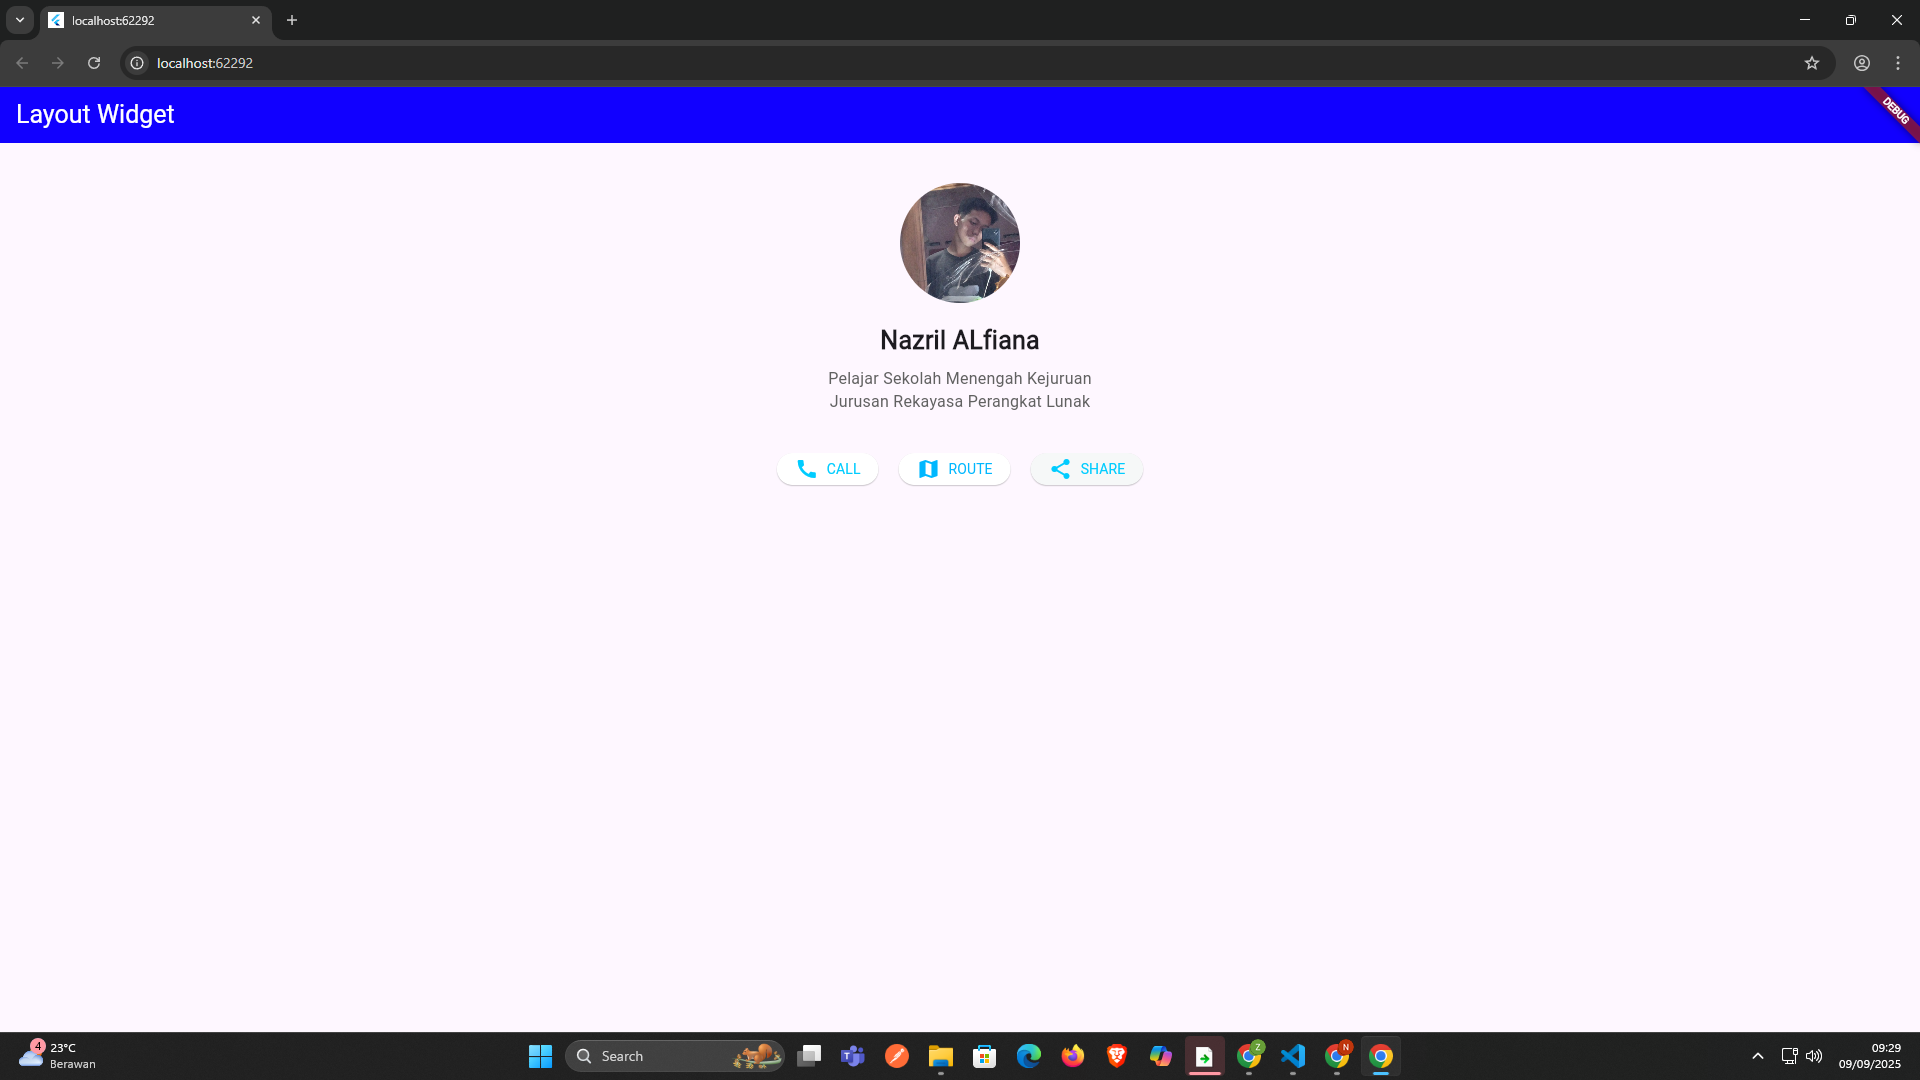 localhost:62292
localhost:62292
Layout Widget
DEBUG
Nazril ALfiana
Pelajar Sekolah Menengah Kejuruan
Jurusan Rekayasa Perangkat Lunak
CALL
ROUTE
SHARE
4
23°C
Berawan
Search
T
Z
N
09:29
09/09/2025